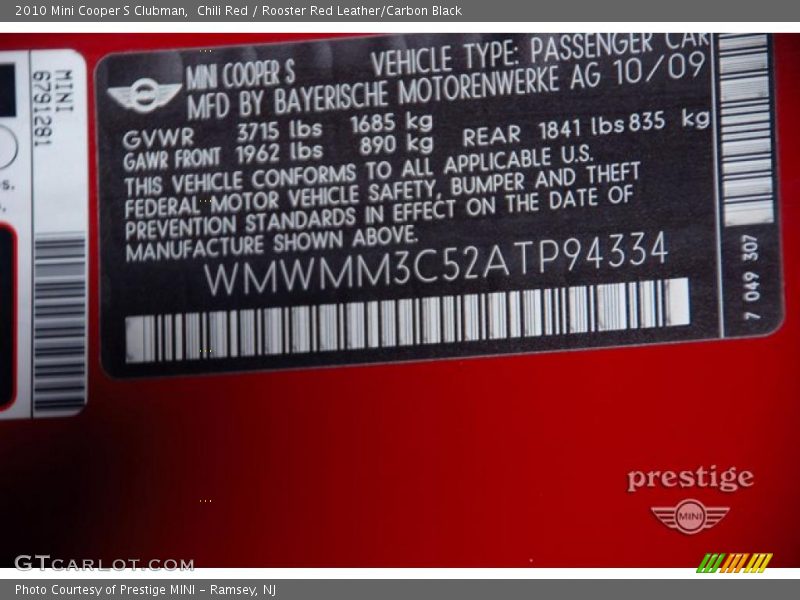 2010 Mini Cooper S Clubman,  Chili Red / Rooster Red Leather/Carbon Black
MINI
6791281
s.
MINI COOPER S
VEHICLE TYPE: PASSENGER CAR
MFD BY BAYERISCHE MOTORENWERKE AG 10/09
GVWR 3715 lbs 1685 kg
GAWR FRONT 1962 lbs 890 kg REAR 1841 lbs 835 kg
THIS VEHICLE CONFORMS TO ALL APPLICABLE U.S.
FEDERAL MOTOR VEHICLE SAFETY, BUMPER AND THEFT
PREVENTION STANDARDS IN EFFECT ON THE DATE OF
MANUFACTURE SHOWN ABOVE.
WMWMM3C52ATP94334
7 049 307
prestige
MINI
GTCARLOT.COM
Photo Courtesy of Prestige MINI - Ramsey, NJ